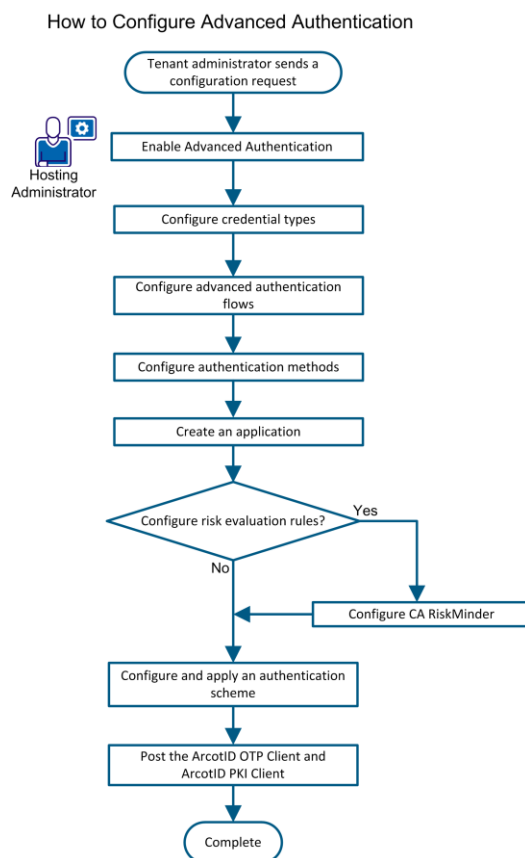 How to Configure Advanced Authentication
Tenant administrator sends a
configuration request
Hosting
Administrator
Enable Advanced Authentication
Configure credential types
Configure advanced authentication
flows
Configure authentication methods
Create an application
Configure risk evaluation rules?
Yes
No
Configure CA RiskMinder
Configure and apply an authentication
scheme
Post the ArcotID OTP Client and
ArcotID PKI Client
Complete